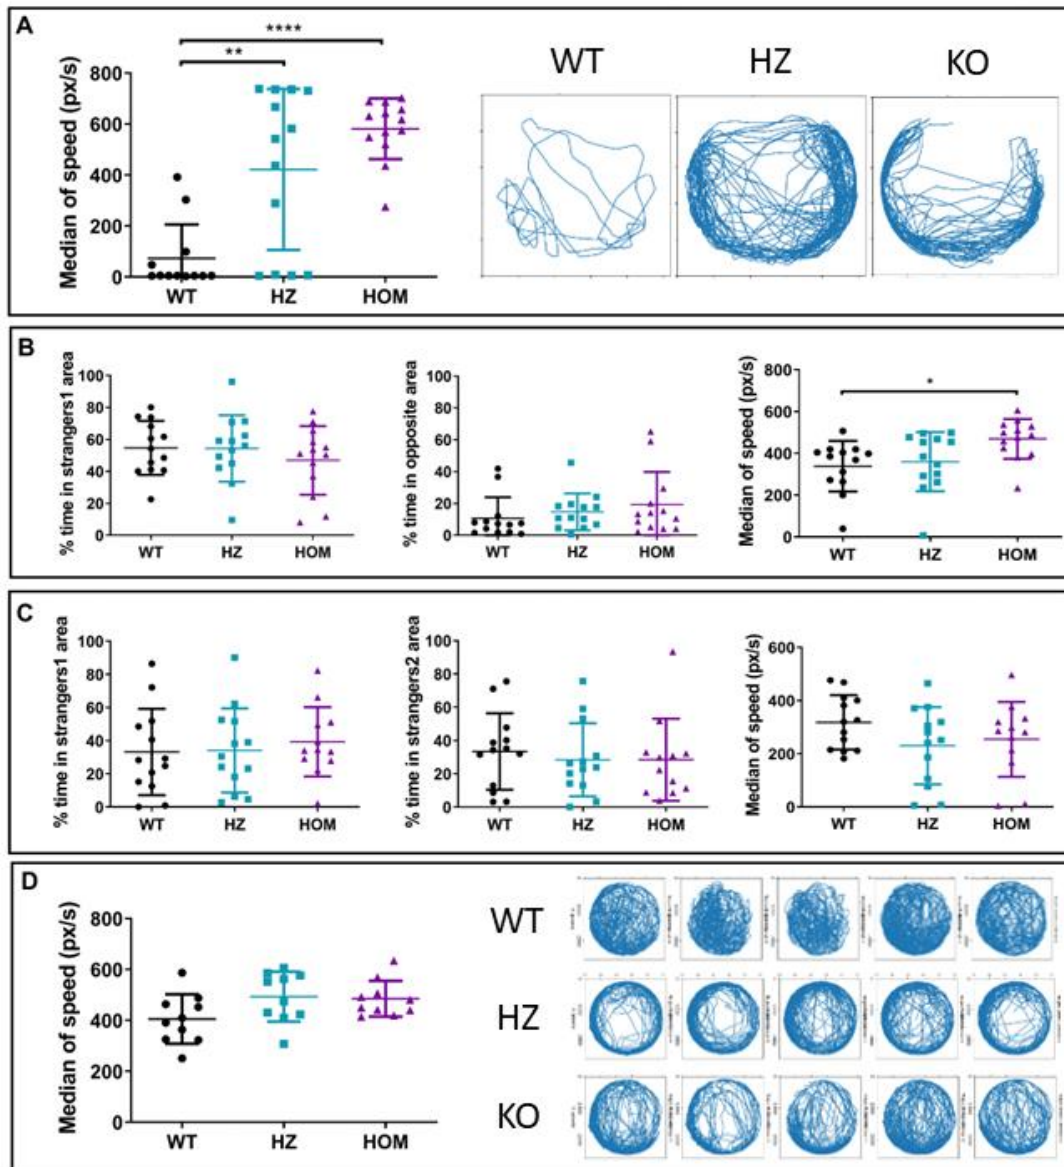 A
****
**
Median of speed (px/s)
800
600
400
200
0
WT
HZ
HOM
WT
HZ
KO
B
% time in strangers1 area
100
80
60
40
20
0
WT
HZ
HOM
% time in opposite area
100
80
60
40
20
0
WT
HZ
HOM
*
Median of speed (px/s)
800
600
400
200
0
WT
HZ
HOM
C
% time in strangers1 area
100
80
60
40
20
0
WT
HZ
HOM
% time in strangers2 area
100
80
60
40
20
0
WT
HZ
HOM
Median of speed (px/s)
600
400
200
0
WT
HZ
HOM
D
Median of speed (px/s)
800
600
400
200
0
WT
HZ
HOM
WT
HZ
KO